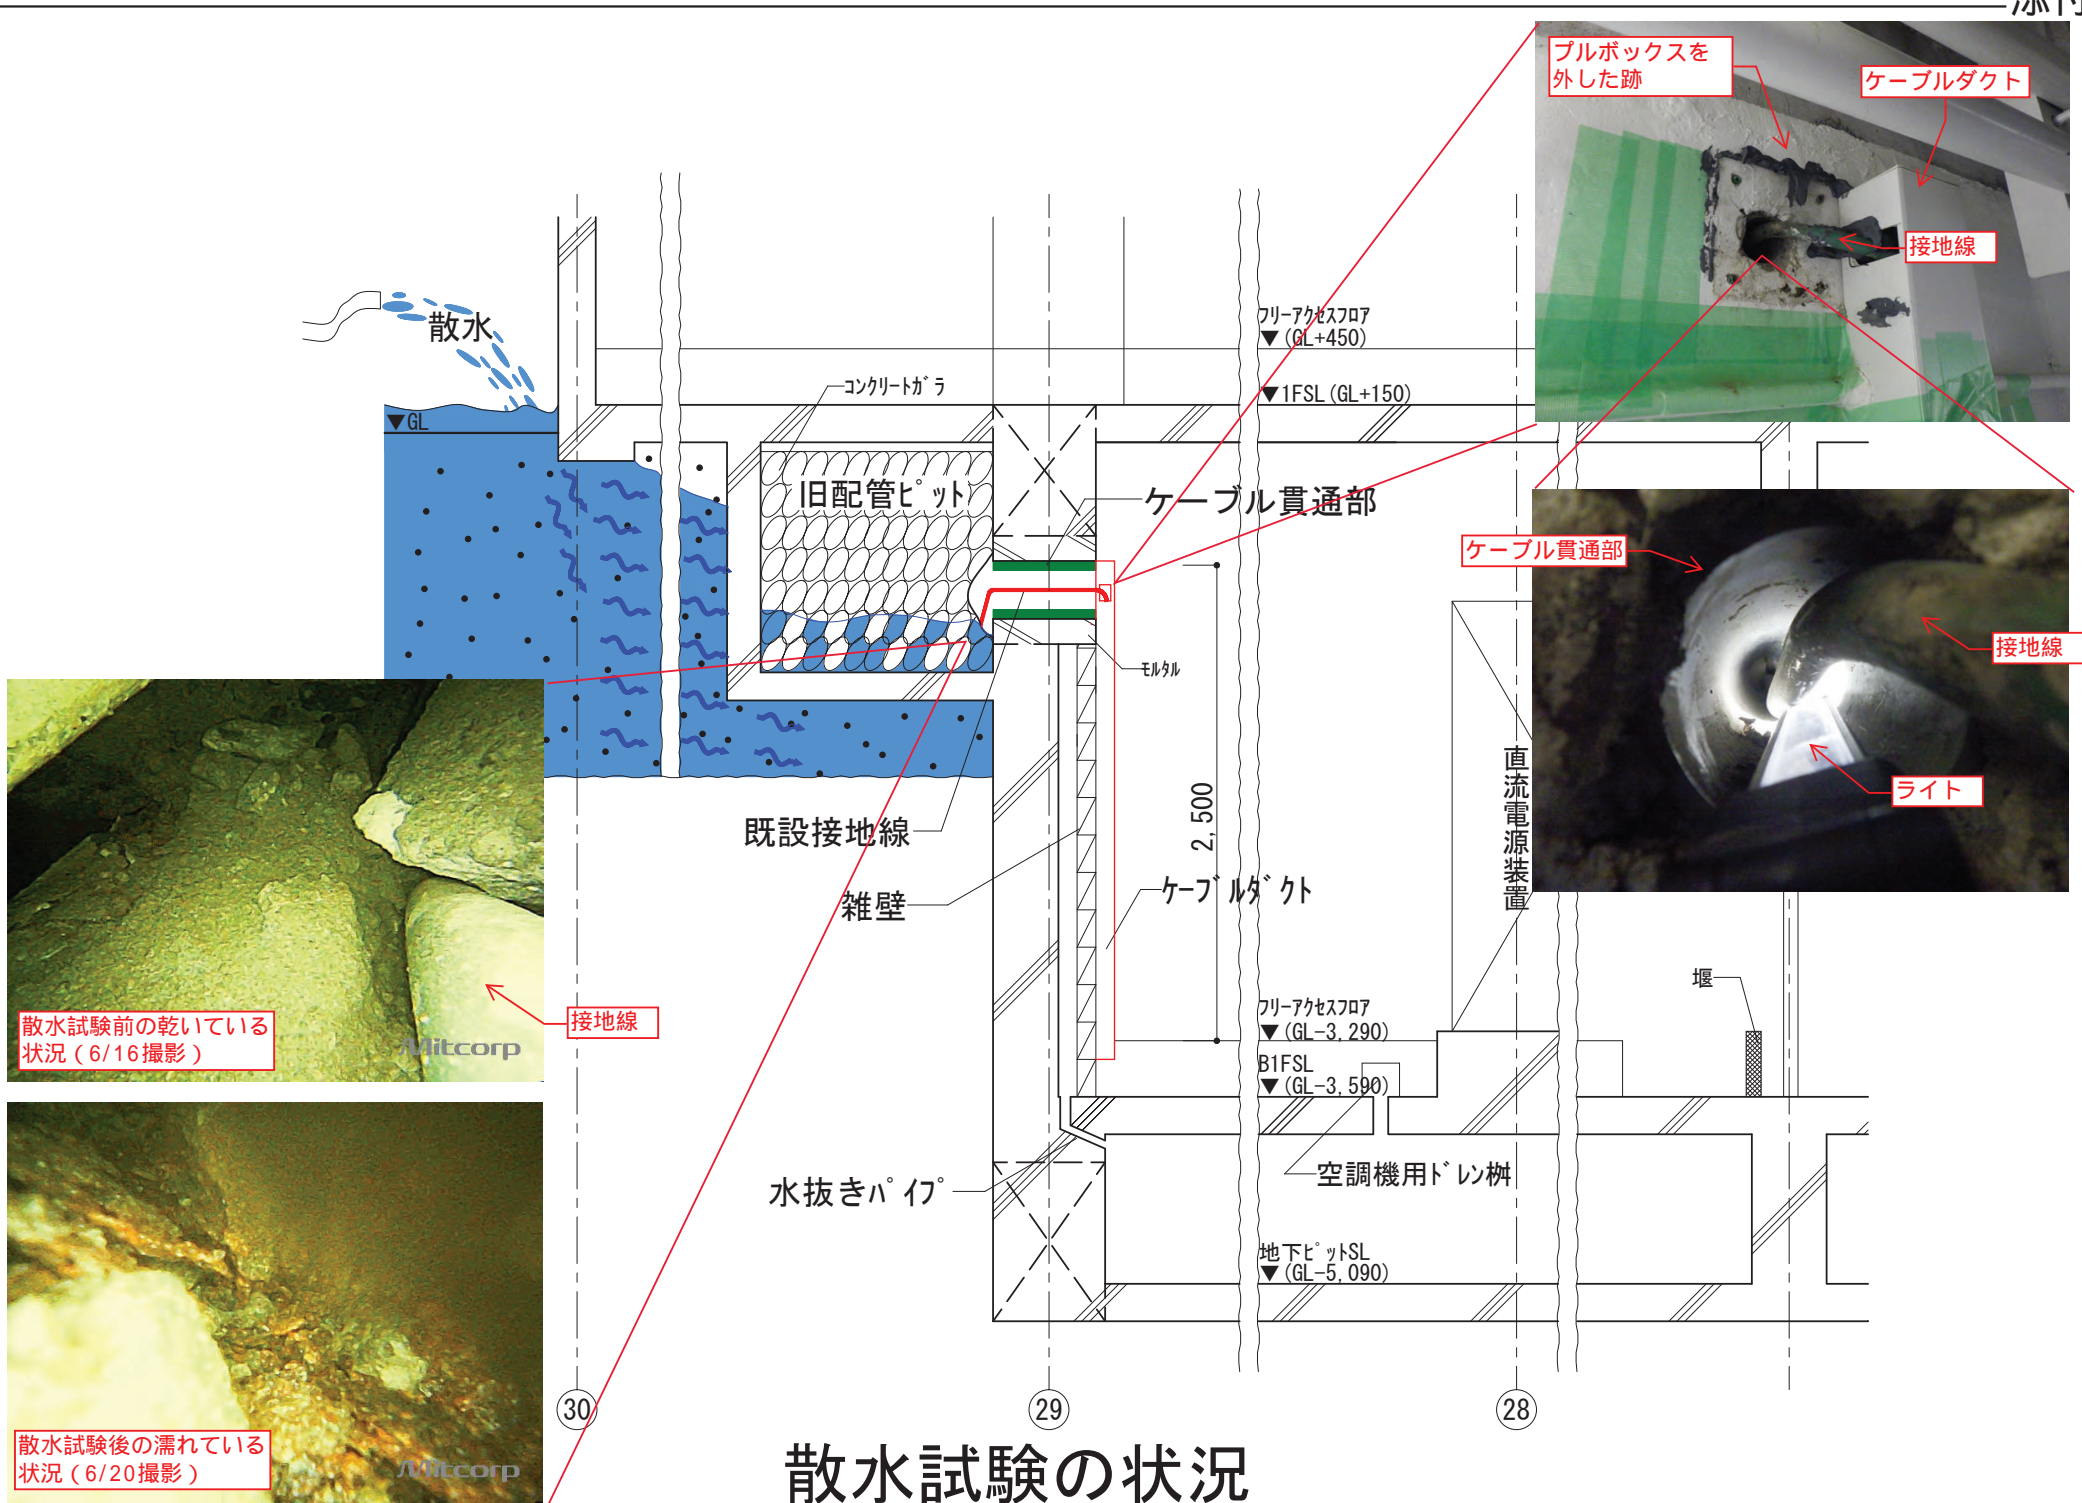 プルボックスを
外した跡
ケーブルダクト
接地線
散水
フリーアクセスフロア
▼(GL+450)
コンクリートガラ
▼1FSL(GL+150)
▼GL
旧配管ピット
ケーブル貫通部
ケーブル貫通部
接地線
モルタル
ライト
直流電源装置
2,500
既設接地線
ケーブルダクト
雑壁
堰
フリーアクセスフロア
▼(GL-3,290)
接地線
散水試験前の乾いている
状況(6/16撮影)
Mitcorp
B1FSL
▼(GL-3,590)
水抜きパイプ
空調機用ドレン桝
地下ピットSL
▼(GL-5,090)
30
29
28
散水試験後の濡れている
状況(6/20撮影)
Mitcorp
散水試験の状況